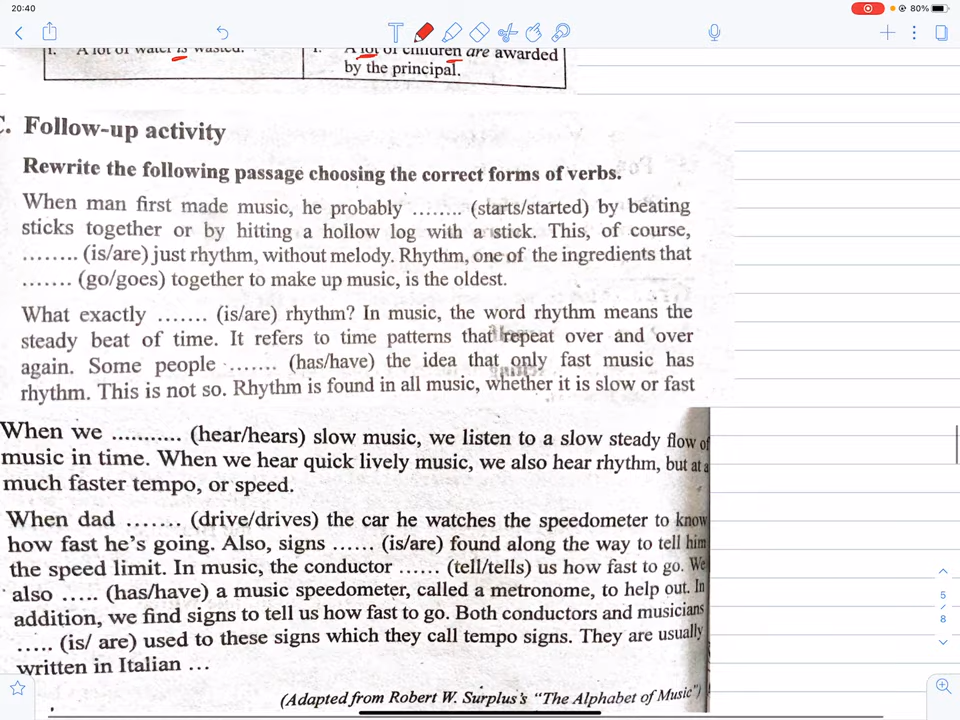 20:40
80%
T
1. A lot of water is wasted. 1. A lot of children are awarded
by the principal.
C. Follow-up activity
Rewrite the following passage choosing the correct forms of verbs.
When man first made music, he probably ........ (starts/started) by beating
sticks together or by hitting a hollow log with a stick. This, of course,
........ (is/are) just rhythm, without melody. Rhythm, one of the ingredients that
....... (go/goes) together to make up music, is the oldest.
What exactly ....... (is/are) rhythm? In music, the word rhythm means the
steady beat of time. It refers to time patterns that repeat over and over
again. Some people ....... (has/have) the idea that only fast music has
rhythm. This is not so. Rhythm is found in all music, whether it is slow or fast
When we ........... (hear/hears) slow music, we listen to a slow steady flow of
music in time. When we hear quick lively music, we also hear rhythm, but at a
much faster tempo, or speed.
When dad ....... (drive/drives) the car he watches the speedometer to know
how fast he's going. Also, signs ...... (is/are) found along the way to tell him
the speed limit. In music, the conductor ...... (tell/tells) us how fast to go. We
also ..... (has/have) a music speedometer, called a metronome, to help out. In
addition, we find signs to tell us how fast to go. Both conductors and musicians
..... (is/ are) used to these signs which they call tempo signs. They are usually
written in Italian ...
(Adapted from Robert W. Surplus's "The Alphabet of Music")
5
/
8